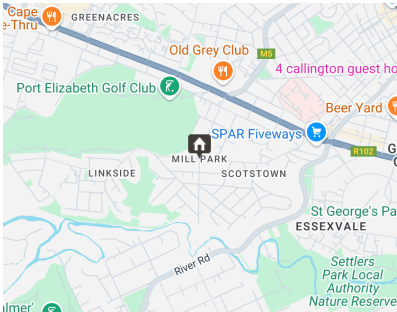 Cape
e-Thru
GREENACRES
Old Grey Club
M5
4 callington guest ho
Port Elizabeth Golf Club
Beer Yard
SPAR Fiveways
R102
G
MILL PARK
LINKSIDE
SCOTSTOWN
St George's Pa
ESSEXVALE
River Rd
Settlers
Park Local
Authority
Nature Reserve
almer'